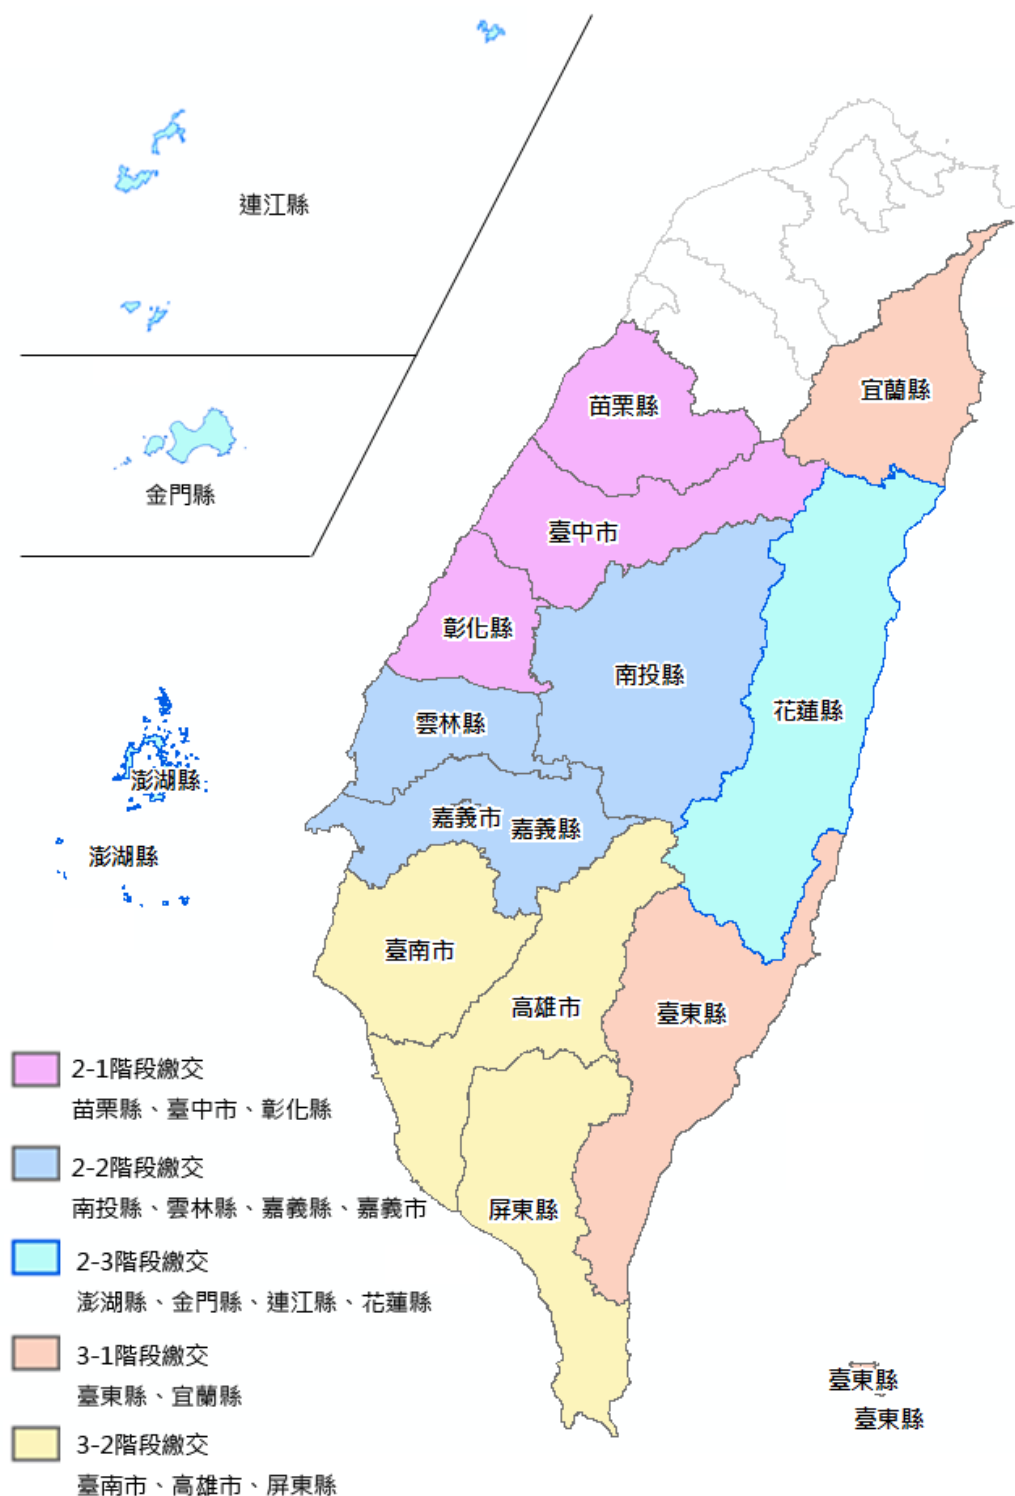 連江縣
金門縣
宜蘭縣
苗栗縣
臺中市
彰化縣
南投縣
花蓮縣
雲林縣
澎湖縣
嘉義市
嘉義縣
澎湖縣
臺南市
高雄市
臺東縣
屏東縣
臺東縣
臺東縣
2-1階段繳交
苗栗縣、臺中市、彰化縣
2-2階段繳交
南投縣、雲林縣、嘉義縣、嘉義市
2-3階段繳交
澎湖縣、金門縣、連江縣、花蓮縣
3-1階段繳交
臺東縣、宜蘭縣
3-2階段繳交
臺南市、高雄市、屏東縣